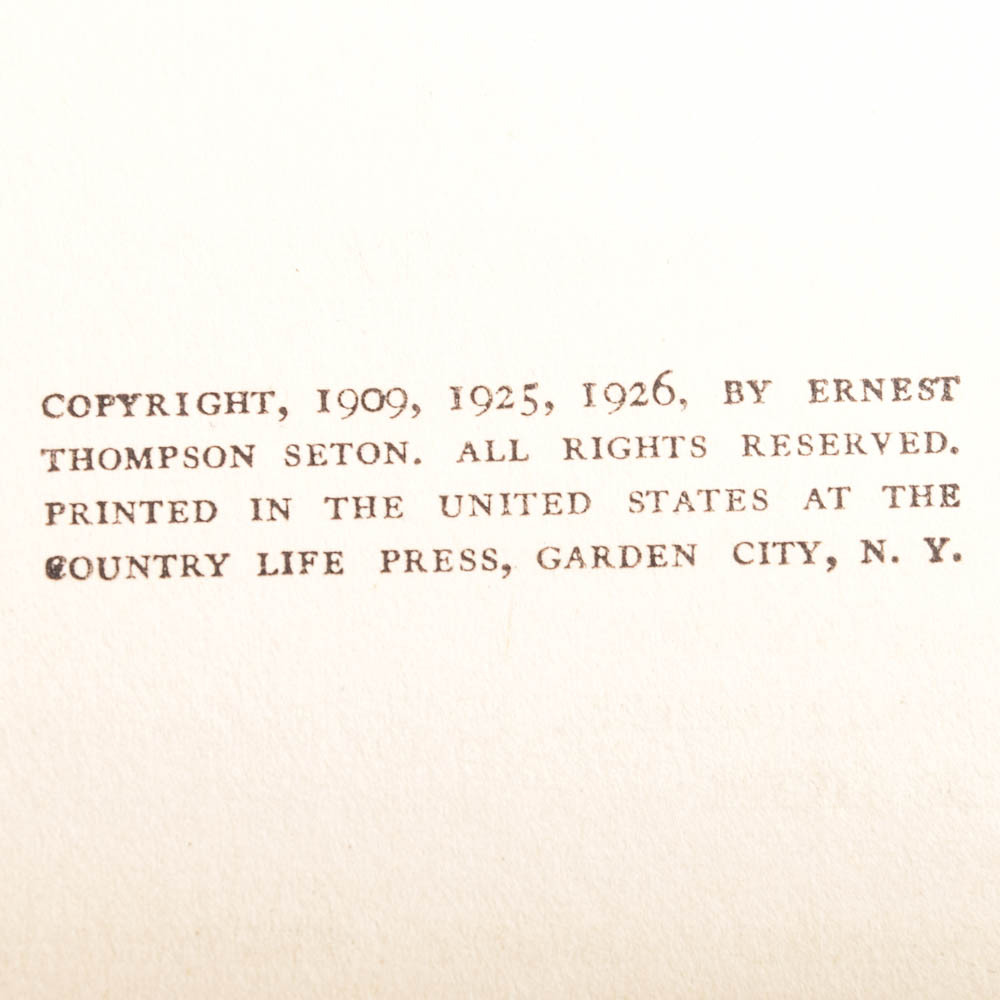 COPYRIGHT, 1909, 1925, 1926, BY ERNEST
THOMPSON SETON. ALL RIGHTS RESERVED.
PRINTED IN THE UNITED STATES AT THE
COUNTRY LIFE PRESS, GARDEN CITY, N. Y.